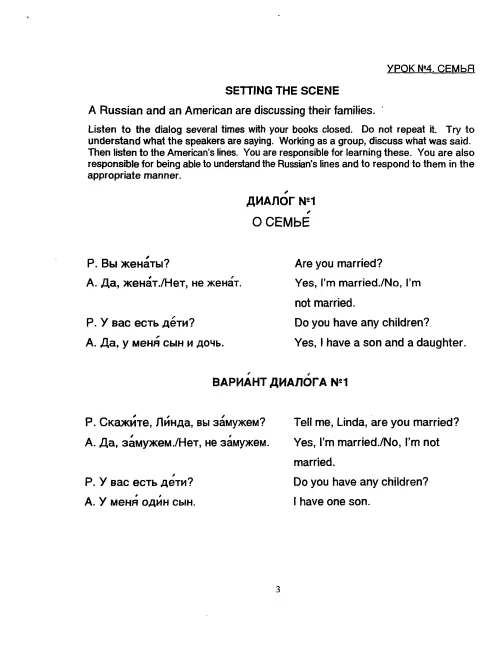 УРОК №4. СЕМЬЯ
SETTING THE SCENE
A Russian and an American are discussing their families.
Listen to the dialog several times with your books closed. Do not repeat it. Try to
understand what the speakers are saying. Working as a group, discuss what was said.
Then listen to the American's lines. You are responsible for learning these. You are also
responsible for being able to understand the Russian's lines and to respond to them in the
appropriate manner.
ДИАЛО́Г №1
О СЕМЬЕ́
Р. Вы жена́ты? Are you married?
А. Да, жена́т./Нет, не жена́т. Yes, I'm married./No, I'm
not married.
Р. У вас есть де́ти? Do you have any children?
А. Да, у меня́ сын и дочь. Yes, I have a son and a daughter.
ВАРИА́НТ ДИАЛО́ГА №1
Р. Скажи́те, Ли́нда, вы за́мужем? Tell me, Linda, are you married?
А. Да, за́мужем./Нет, не за́мужем. Yes, I'm married./No, I'm not
married.
Р. У вас есть де́ти? Do you have any children?
А. У меня́ оди́н сын. I have one son.
3